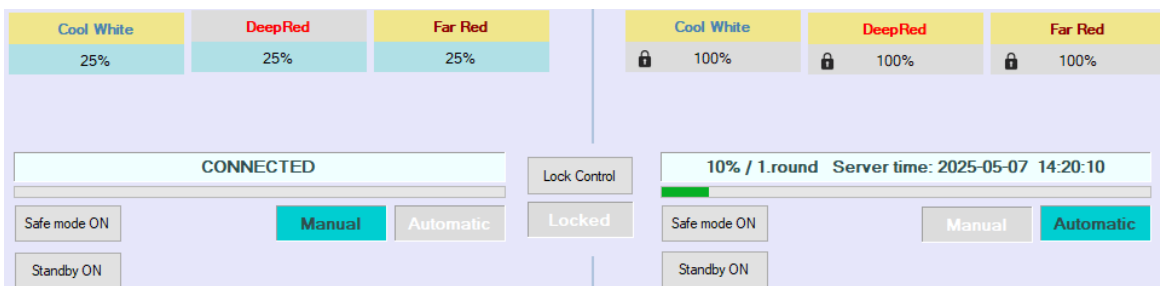 Cool White DeepRed Far Red Cool White DeepRed Far Red
25% 25% 25% 100% 100% 100%
CONNECTED 10% / 1.round Server time: 2025-05-07 14:20:10
Lock Control
Safe mode ON Manual Automatic Locked Safe mode ON Manual Automatic
Standby ON Standby ON